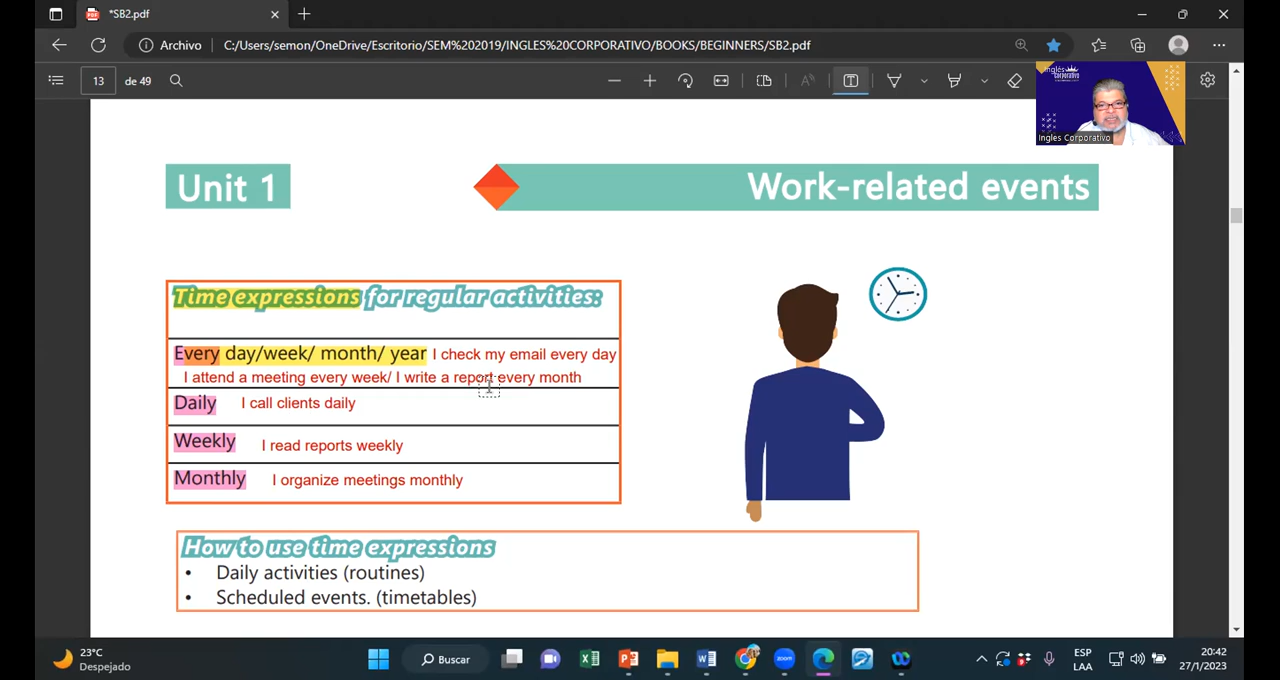 *SB2.pdf
Archivo C:/Users/semon/OneDrive/Escritorio/SEM%202019/INGLES%20CORPORATIVO/BOOKS/BEGINNERS/SB2.pdf
13 de 49
inglés
Corporativo
Ingles Corporativo
Unit 1
Work-related events
Time expressions for regular activities:
Every day/week/ month/ year I check my email every day
I attend a meeting every week/ I write a report every month
Daily I call clients daily
Weekly I read reports weekly
Monthly I organize meetings monthly
How to use time expressions
• Daily activities (routines)
• Scheduled events. (timetables)
23°C
Despejado
Buscar
zoom
ESP
LAA
20:42
27/1/2023